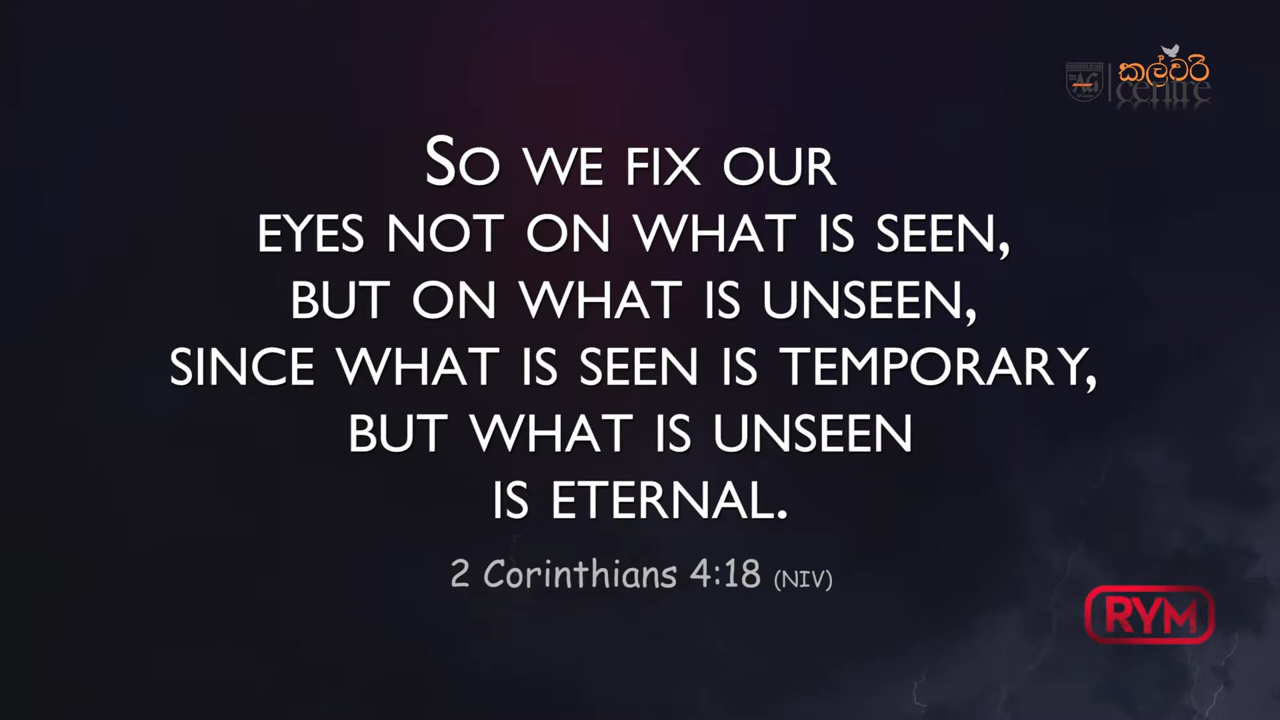 කල්වරි
centre
AG
SO WE FIX OUR
EYES NOT ON WHAT IS SEEN,
BUT ON WHAT IS UNSEEN,
SINCE WHAT IS SEEN IS TEMPORARY,
BUT WHAT IS UNSEEN
IS ETERNAL.
2 Corinthians 4:18 (NIV)
RYM